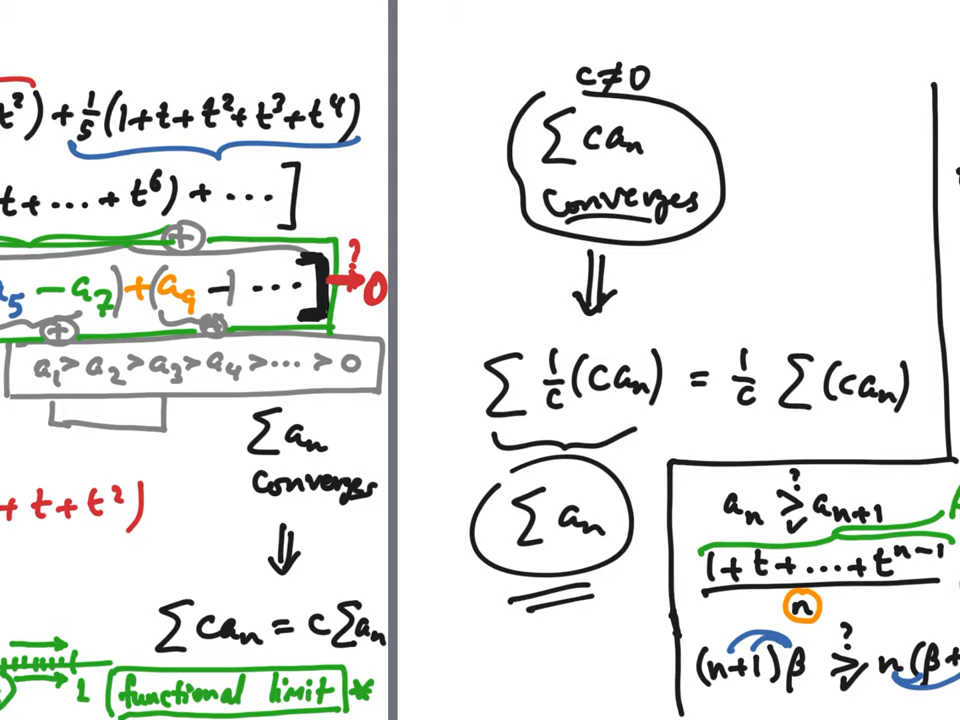 t²) + 1/5 (1+t+t²+t³+t⁴)
t + ... + t⁶) + ....]
+
a₅ − a₇) + (a₉ − ) ....] ? → 0
+
a₁ > a₂ > a₃ > a₄ > .... > 0
∑ aₙ
converges
+ t + t²)
⇓
∑ caₙ = c∑aₙ
1
functional limit *
c≠0
∑ caₙ
converges
⇓
∑ 1/c (caₙ) = 1/c ∑ (caₙ)
∑ aₙ
aₙ ≥? aₙ₊₁
1 + t + ... + tⁿ⁻¹
n
(n+1)β ≥? n(β+